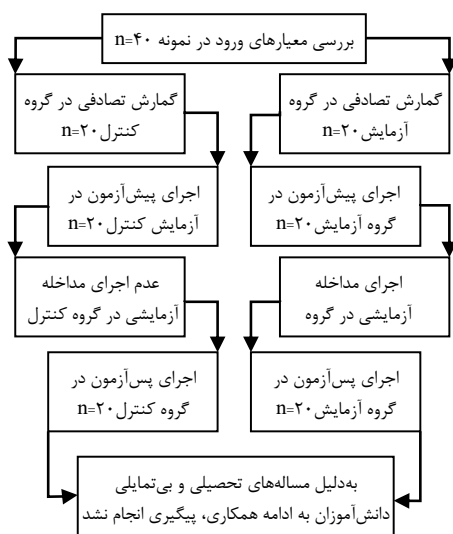 بررسی معیارهای ورود در نمونه n=۴۰
گمارش تصادفی در گروه
آزمایش n=۲۰
گمارش تصادفی در گروه
کنترل n=۲۰
اجرای پیش‌آزمون در
گروه آزمایش n=۲۰
اجرای پیش‌آزمون در
آزمایش کنترل n=۲۰
اجرای مداخله
آزمایشی در گروه
عدم اجرای مداخله
آزمایشی در گروه کنترل
اجرای پس‌آزمون در
گروه آزمایش n=۲۰
اجرای پس‌آزمون در
گروه کنترل n=۲۰
به‌دلیل مساله‌های تحصیلی و بی‌تمایلی
دانش‌آموزان به ادامه همکاری، پیگیری انجام نشد